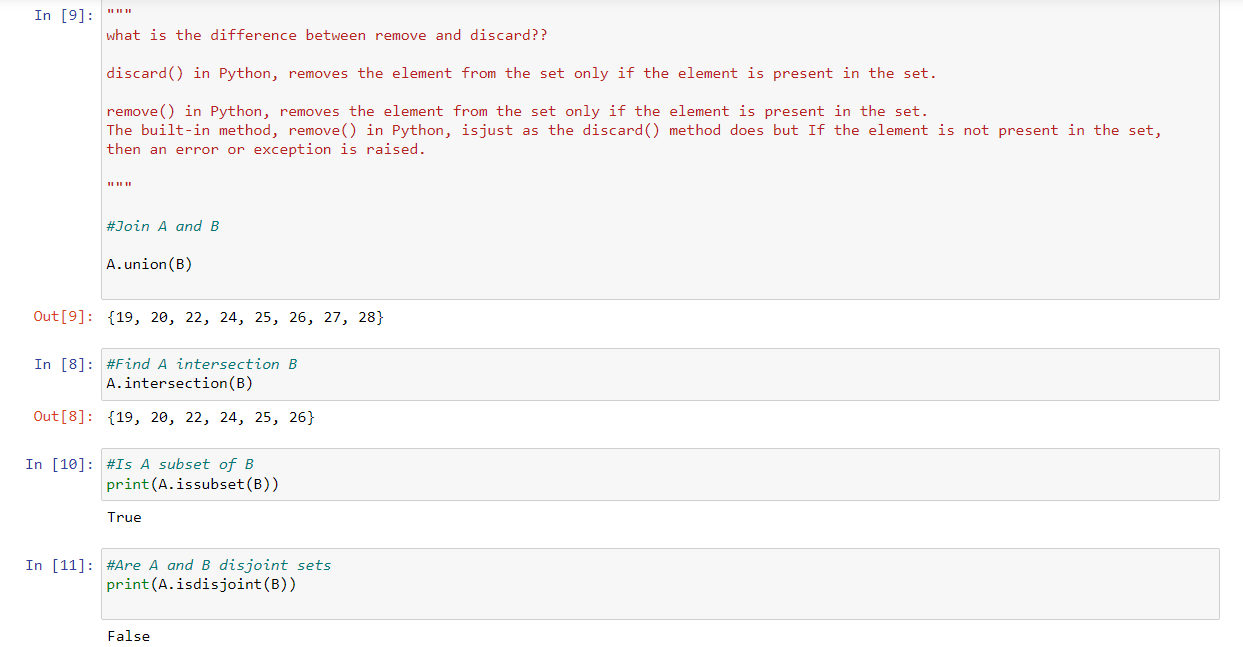 In [9]: """
what is the difference between remove and discard??
discard() in Python, removes the element from the set only if the element is present in the set.
remove() in Python, removes the element from the set only if the element is present in the set.
The built-in method, remove() in Python, isjust as the discard() method does but If the element is not present in the set,
then an error or exception is raised.
"""
#Join A and B
A.union(B)
Out[9]: {19, 20, 22, 24, 25, 26, 27, 28}
In [8]: #Find A intersection B
A.intersection(B)
Out[8]: {19, 20, 22, 24, 25, 26}
In [10]: #Is A subset of B
print(A.issubset(B))
True
In [11]: #Are A and B disjoint sets
print(A.isdisjoint(B))
False